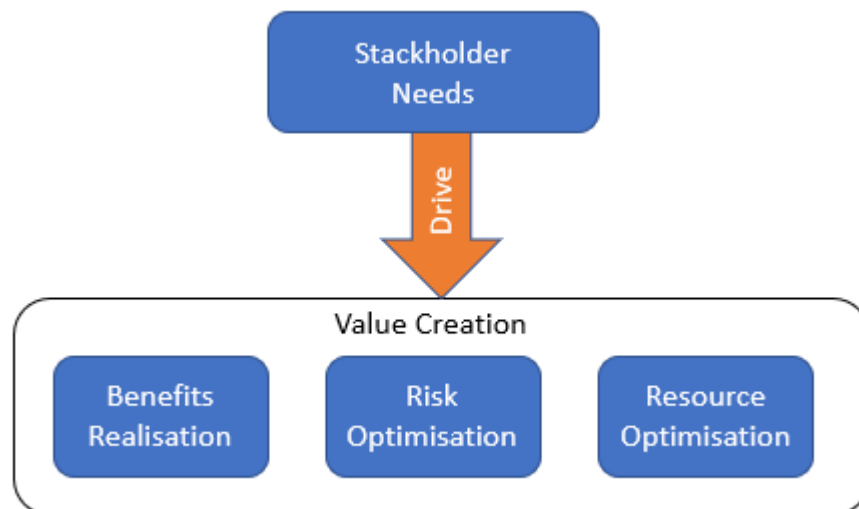 Stackholder
Needs
Drive
Value Creation
Benefits
Realisation
Risk
Optimisation
Resource
Optimisation